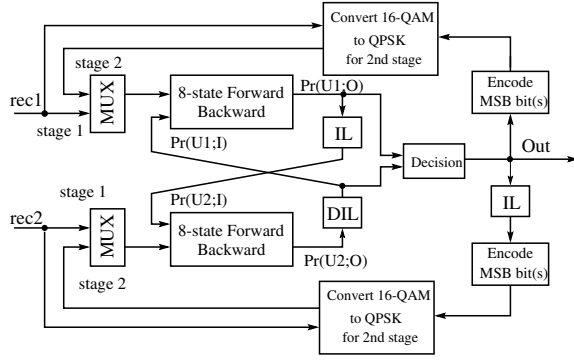 Convert 16-QAM
to QPSK
for 2nd stage
stage 2
rec1
stage 1
MUX
8-state Forward
Backward
Pr(U1;O)
Encode
MSB bit(s)
IL
Pr(U1;I)
Decision
Out
Pr(U2;I)
stage 1
rec2
MUX
stage 2
8-state Forward
Backward
DIL
Pr(U2;O)
IL
Encode
MSB bit(s)
Convert 16-QAM
to QPSK
for 2nd stage